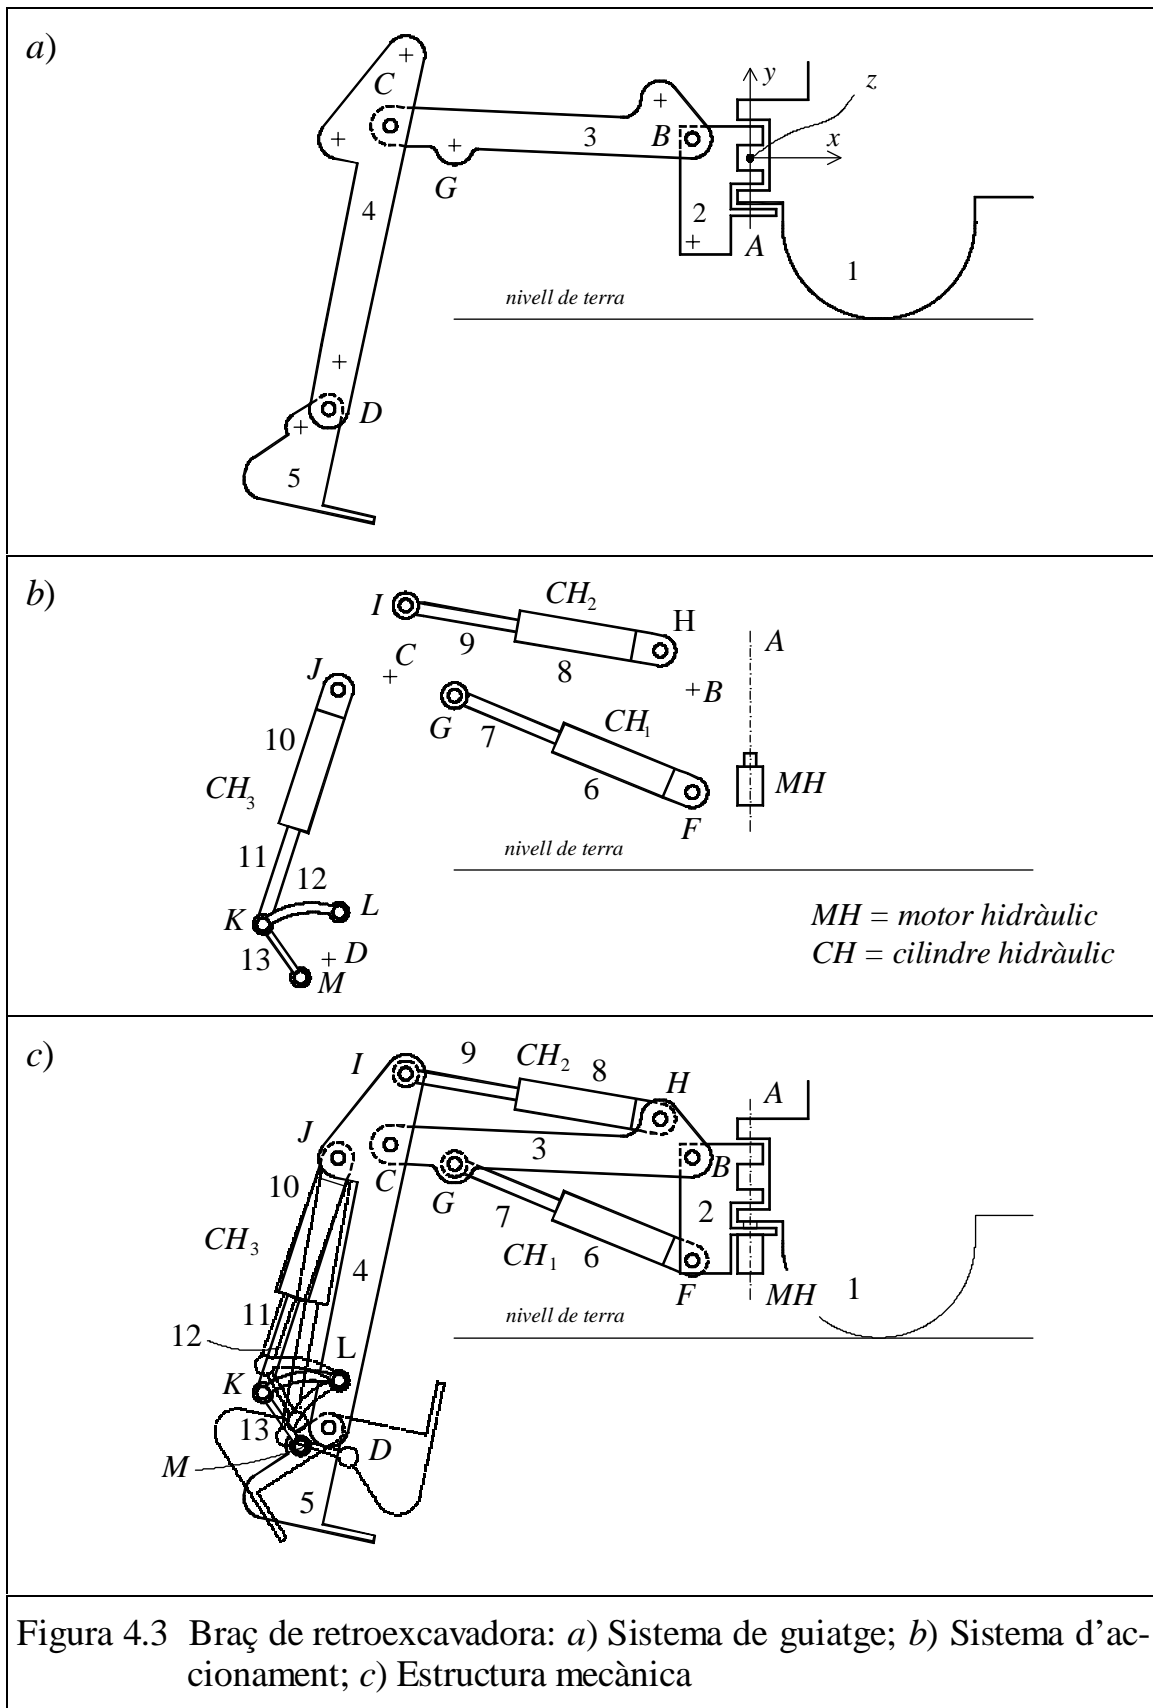 a)
C
y
z
B
3
x
G
4
2
A
1
nivell de terra
D
5
b)
I
CH2
H
9
8
A
C
J
B
G
7
CH1
10
6
MH
CH3
F
nivell de terra
11
12
K
L
MH = motor hidràulic
13
D
CH = cilindre hidràulic
M
c)
I
9
CH2
8
H
A
J
3
B
C
10
G
2
7
CH3
6
CH1
4
F
MH
1
11
nivell de terra
12
L
K
13
D
M
5
Figura 4.3 Braç de retroexcavadora: a) Sistema de guiatge; b) Sistema d'ac-
cionament; c) Estructura mecànica